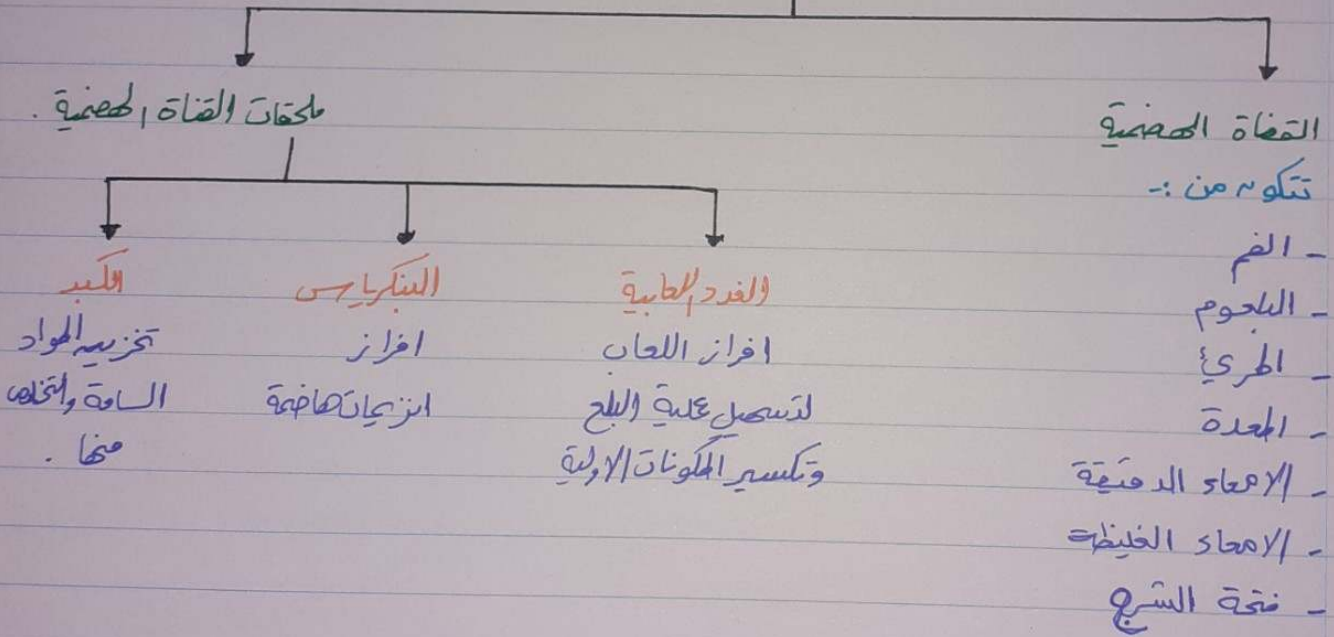 القناة الهضمية
تتكون من :-
- الفم
- البلعوم
- المريئ
- المعدة
- الامعاء الدقيقة
- الامعاء الغليظة
- فتحة الشرج
ملحقات القناة الهضمية .
الغدد اللعابية
افراز اللعاب
لتسهيل عملية البلع
وتكسير المكونات الاولية
البنكرياس
افراز
انزيمات هاضمة
الكبد
تخزين المواد
السامة والتخلص
منها .